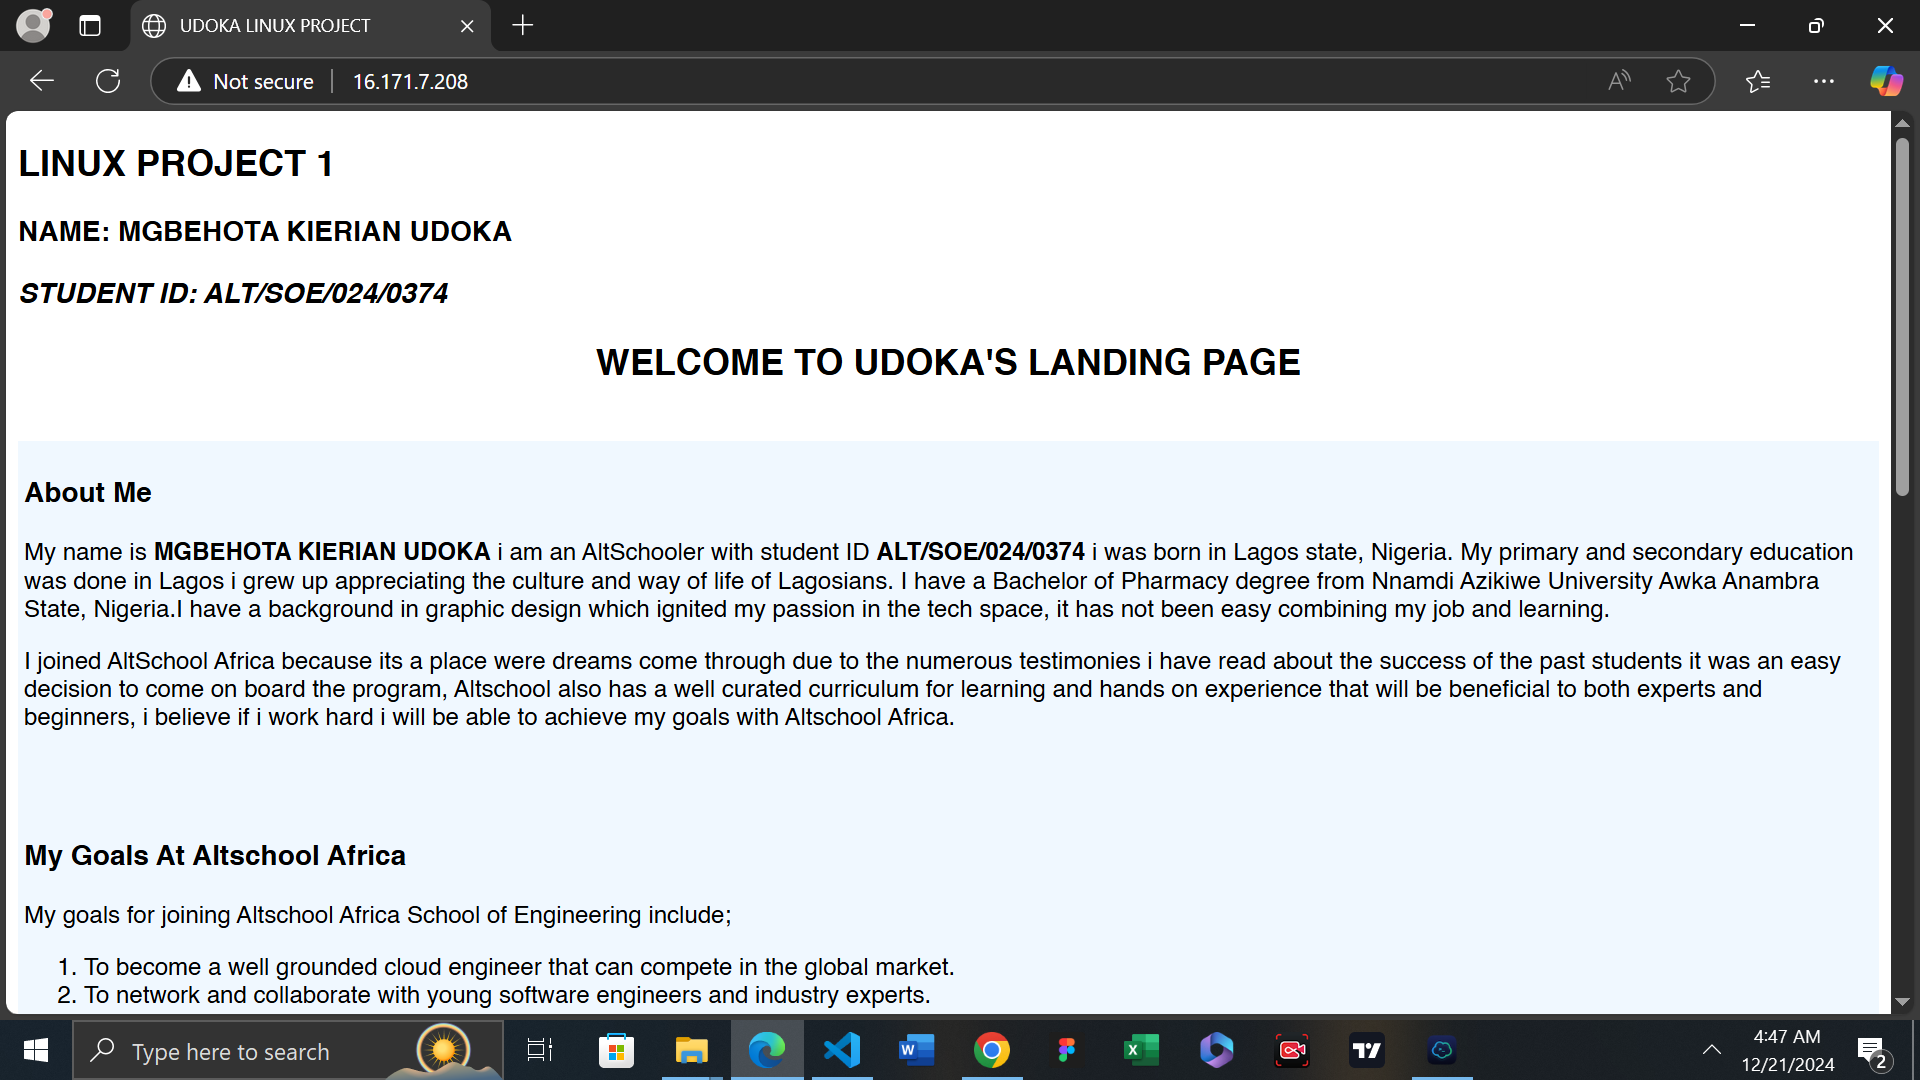 UDOKA LINUX PROJECT
Not secure
16.171.7.208
LINUX PROJECT 1
NAME: MGBEHOTA KIERIAN UDOKA
STUDENT ID: ALT/SOE/024/0374
WELCOME TO UDOKA'S LANDING PAGE
About Me
My name is MGBEHOTA KIERIAN UDOKA i am an AltSchooler with student ID ALT/SOE/024/0374 i was born in Lagos state, Nigeria. My primary and secondary education
was done in Lagos i grew up appreciating the culture and way of life of Lagosians. I have a Bachelor of Pharmacy degree from Nnamdi Azikiwe University Awka Anambra
State, Nigeria.I have a background in graphic design which ignited my passion in the tech space, it has not been easy combining my job and learning.
I joined AltSchool Africa because its a place were dreams come through due to the numerous testimonies i have read about the success of the past students it was an easy
decision to come on board the program, Altschool also has a well curated curriculum for learning and hands on experience that will be beneficial to both experts and
beginners, i believe if i work hard i will be able to achieve my goals with Altschool Africa.
My Goals At Altschool Africa
My goals for joining Altschool Africa School of Engineering include;
1. To become a well grounded cloud engineer that can compete in the global market.
2. To network and collaborate with young software engineers and industry experts.
Type here to search
4:47 AM
12/21/2024
2